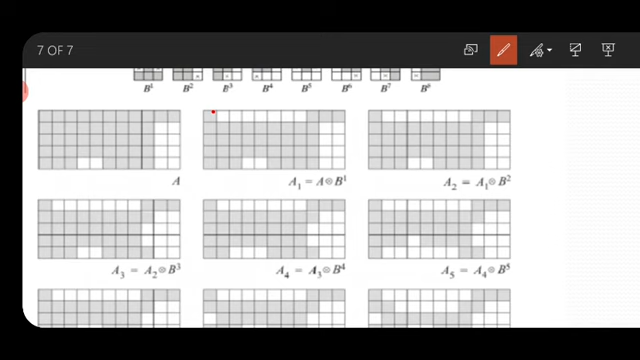 7 OF 7
B¹ B² B³ B⁴ B⁵ B⁶ B⁷ B⁸
A A₁ = A⊗B¹ A₂ = A₁⊗B²
A₃ = A₂⊗B³ A₄ = A₃⊗B⁴ A₅ = A₄⊗B⁵